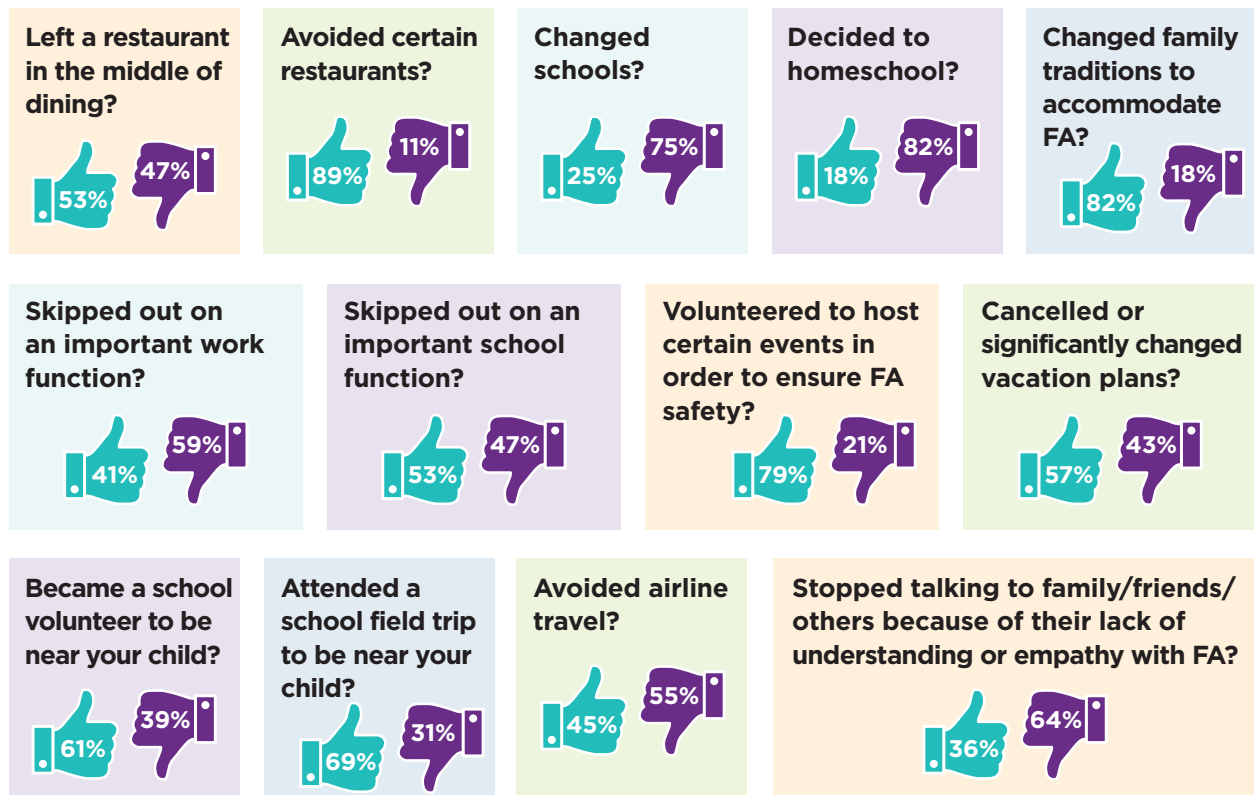 Left a restaurant
in the middle of
dining?
53%
47%
Avoided certain
restaurants?
89%
11%
Changed
schools?
25%
75%
Decided to
homeschool?
18%
82%
Changed family
traditions to
accommodate
FA?
82%
18%
Skipped out on
an important work
function?
41%
59%
Skipped out on an
important school
function?
53%
47%
Volunteered to host
certain events in
order to ensure FA
safety?
79%
21%
Cancelled or
significantly changed
vacation plans?
57%
43%
Became a school
volunteer to be
near your child?
61%
39%
Attended a
school field trip
to be near your
child?
69%
31%
Avoided airline
travel?
45%
55%
Stopped talking to family/friends/
others because of their lack of
understanding or empathy with FA?
36%
64%